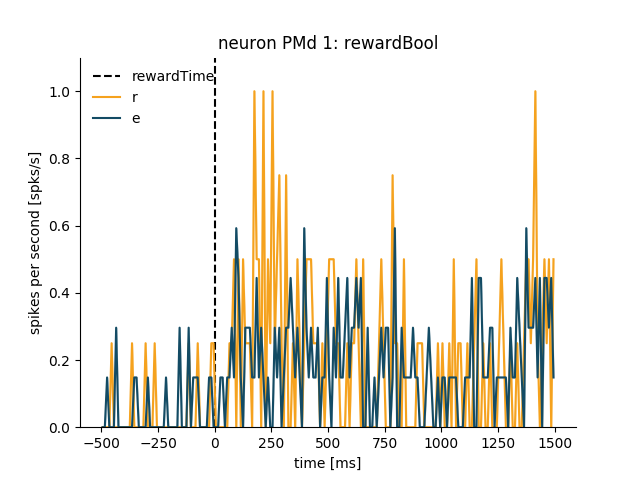 neuron PMd 1: rewardBool
rewardTime
r
e
spikes per second [spks/s]
1.0
0.8
0.6
0.4
0.2
0.0
−500
−250
0
250
500
750
1000
1250
1500
time [ms]